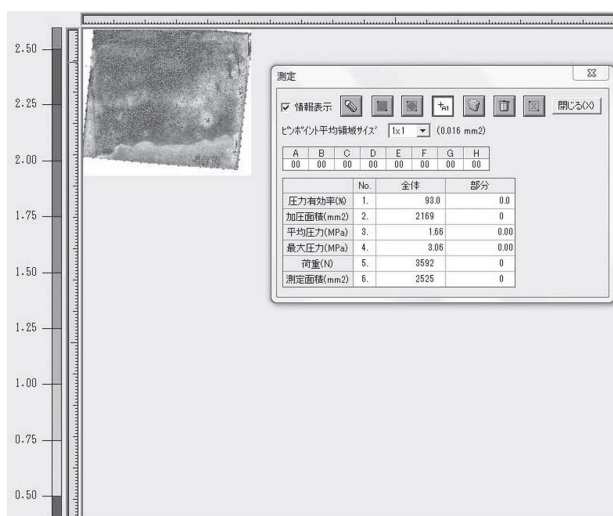 2.50
2.25
2.00
1.75
1.50
1.25
1.00
0.75
0.50
測定
情報表示
閉じる(X)
ピンポイント平均領域サイズ 1x1 (0.016 mm2)
A B C D E F G H
00 00 00 00 00 00 00 00
No. 全体 部分
圧力有効率(%) 1. 93.0 0.0
加圧面積(mm2) 2. 2169 0
平均圧力(MPa) 3. 1.66 0.00
最大圧力(MPa) 4. 3.06 0.00
荷重(N) 5. 3592 0
測定面積(mm2) 6. 2525 0